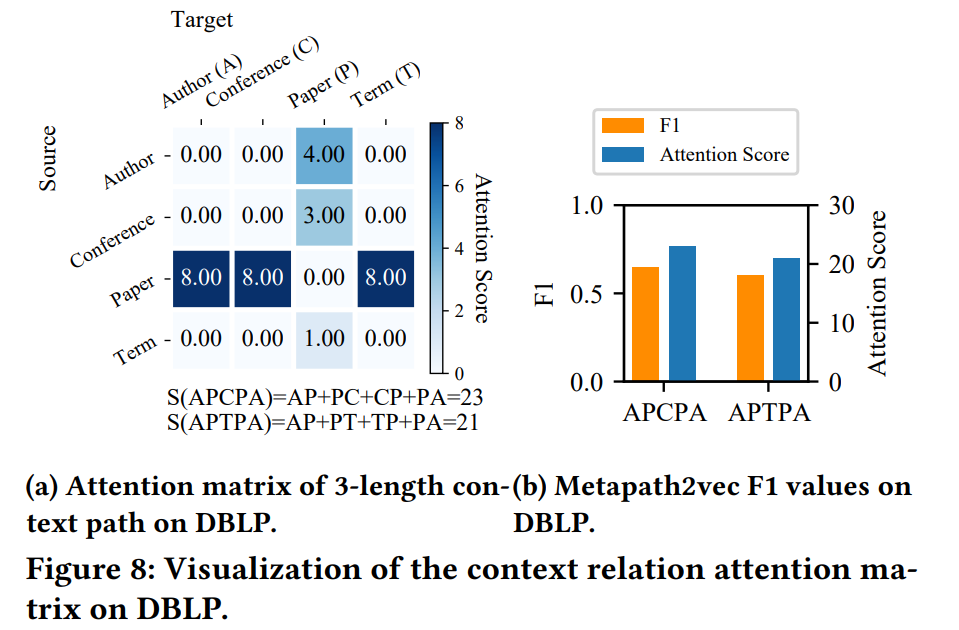 Target
Author (A)
Conference (C)
Paper (P)
Term (T)
Source
Author
0.00 0.00 4.00 0.00
Conference
0.00 0.00 3.00 0.00
Paper
8.00 8.00 0.00 8.00
Term
0.00 0.00 1.00 0.00
8
6
4
2
0
Attention Score
S(APCPA)=AP+PC+CP+PA=23
S(APTPA)=AP+PT+TP+PA=21
F1
Attention Score
1.0
0.5
0.0
F1
30
20
10
0
Attention Score
APCPA APTPA
(a) Attention matrix of 3-length con-
text path on DBLP.
(b) Metapath2vec F1 values on
DBLP.
Figure 8: Visualization of the context relation attention ma-
trix on DBLP.